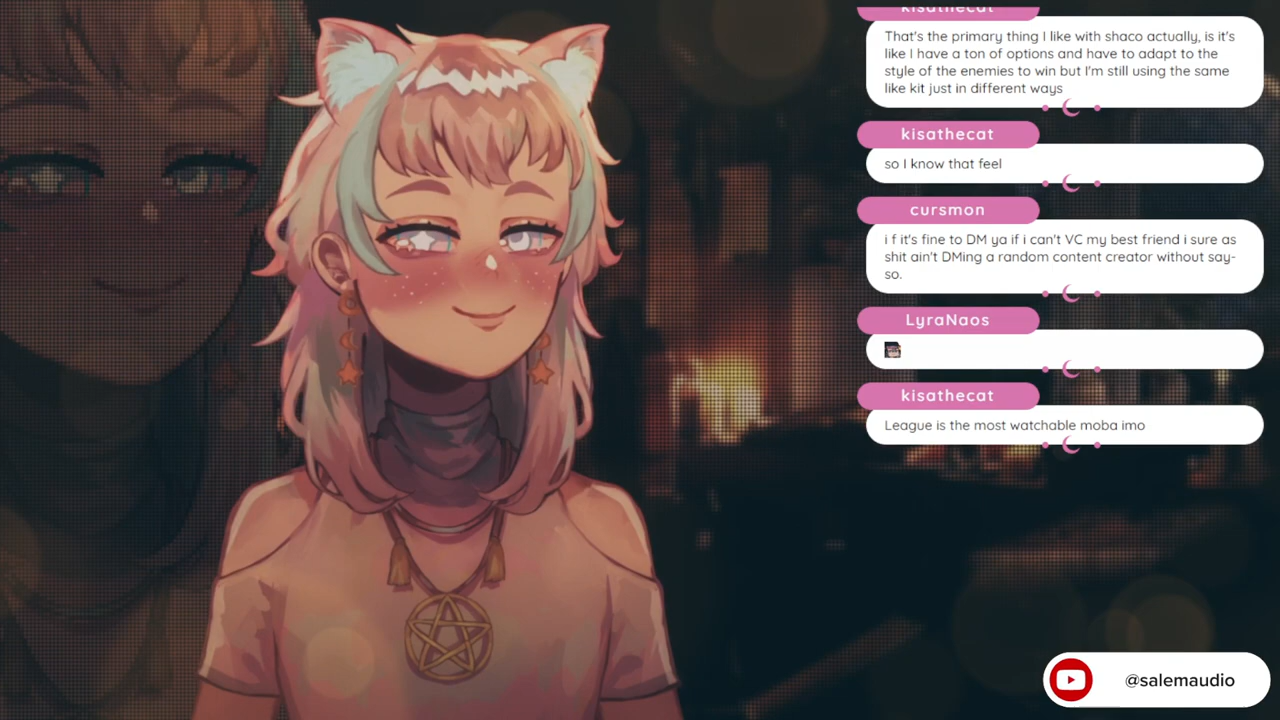 kisathecat
That's the primary thing I like with shaco actually, is it's
like I have a ton of options and have to adapt to the
style of the enemies to win but I'm still using the same
like kit just in different ways
kisathecat
so I know that feel
cursmon
i f it's fine to DM ya if i can't VC my best friend i sure as
shit ain't DMing a random content creator without say-
so.
LyraNaos
kisathecat
League is the most watchable moba imo
@salemaudio